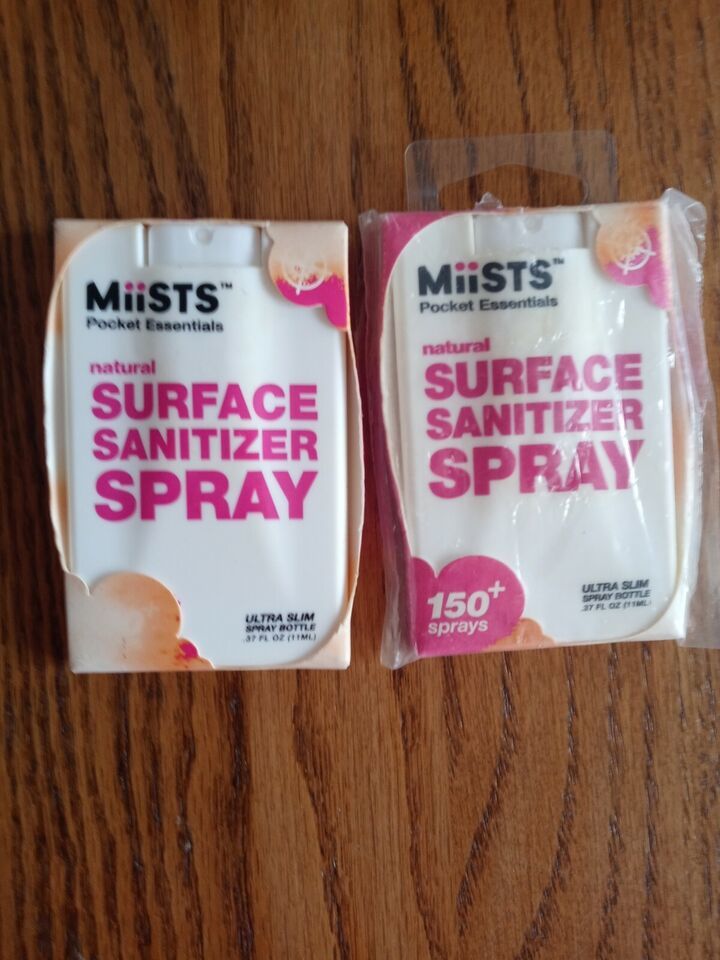 MiiSTS™
Pocket Essentials
natural
SURFACE
SANITIZER
SPRAY
ULTRA SLIM
SPRAY BOTTLE
.37 FL OZ (11ML)
MiiSTS™
Pocket Essentials
natural
SURFACE
SANITIZER
SPRAY
150+
sprays
ULTRA SLIM
SPRAY BOTTLE
.37 FL OZ (11ML)